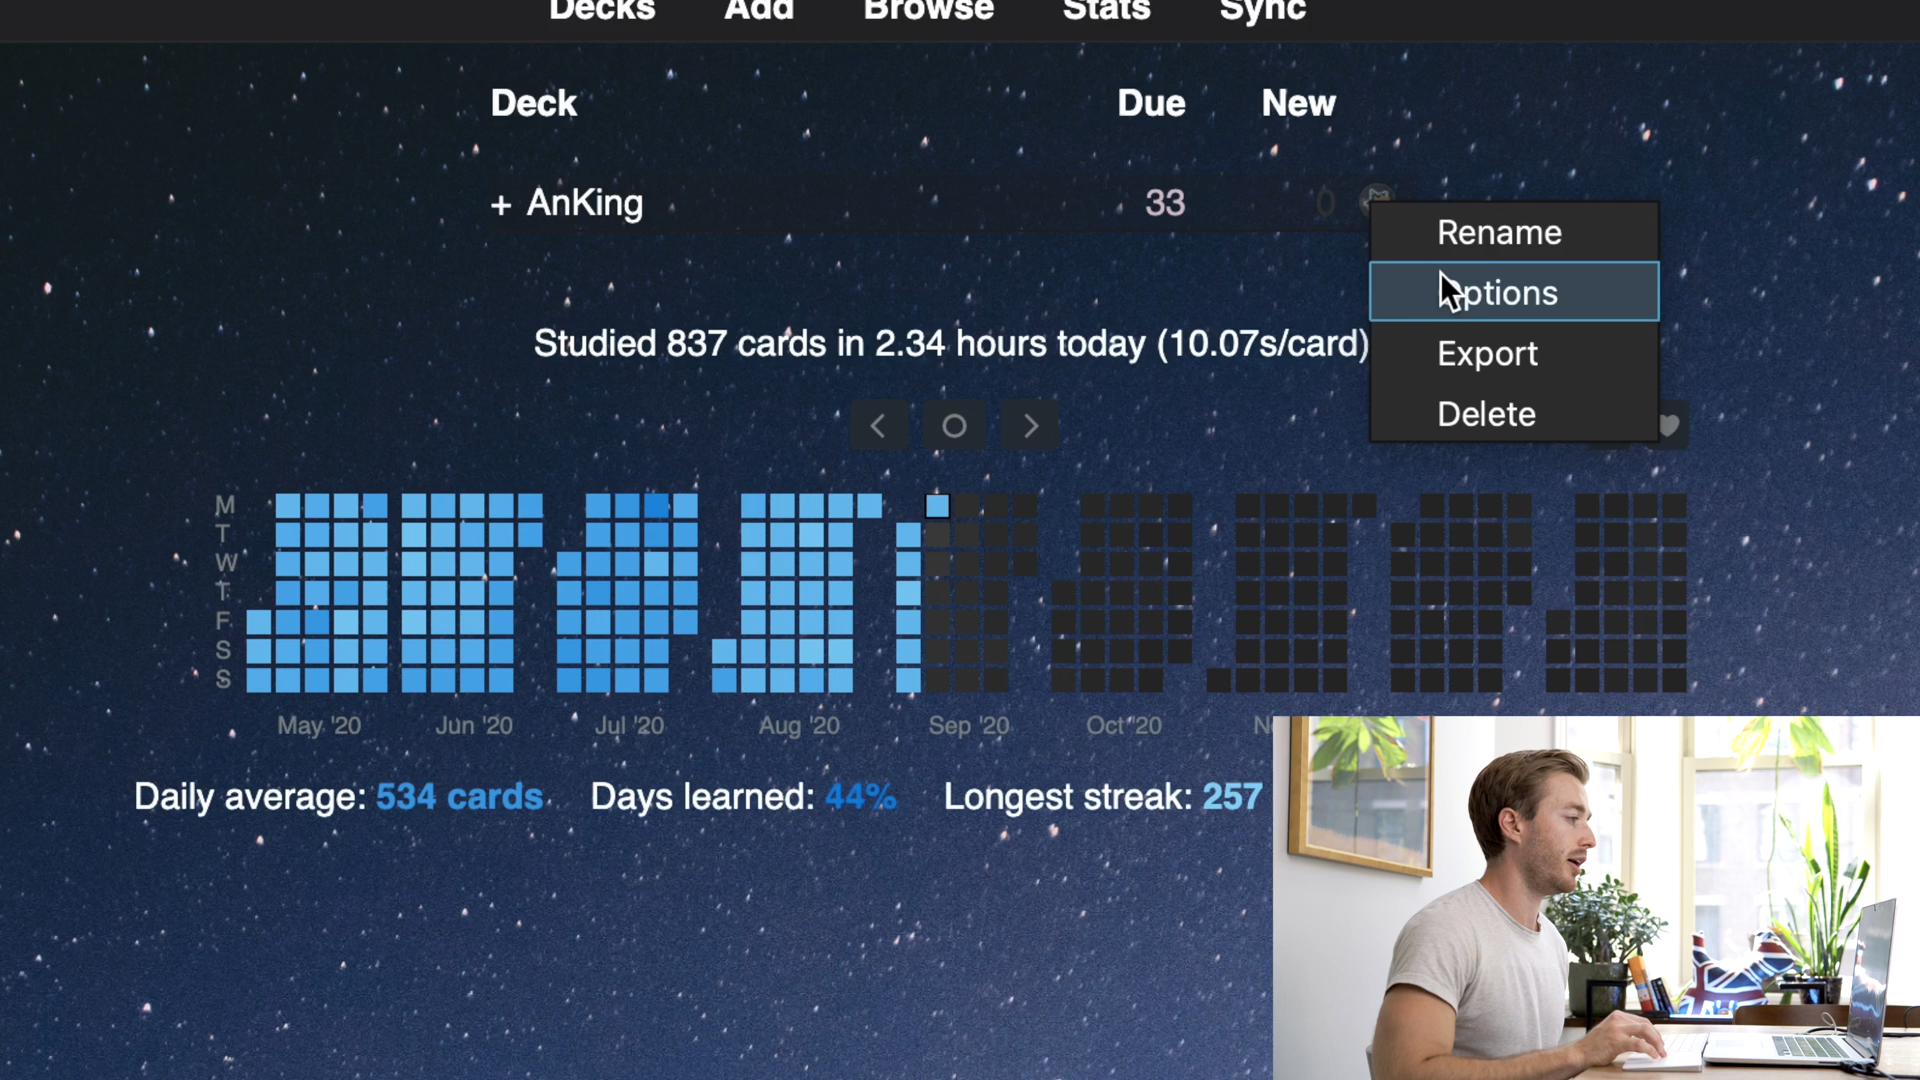 Decks Add Browse Stats Sync
Deck Due New
+ AnKing 33 0
Rename
Options
Export
Delete
Studied 837 cards in 2.34 hours today (10.07s/card)
M
T
W
T
F
S
S
May '20 Jun '20 Jul '20 Aug '20 Sep '20 Oct '20
Daily average: 534 cards Days learned: 44% Longest streak: 257